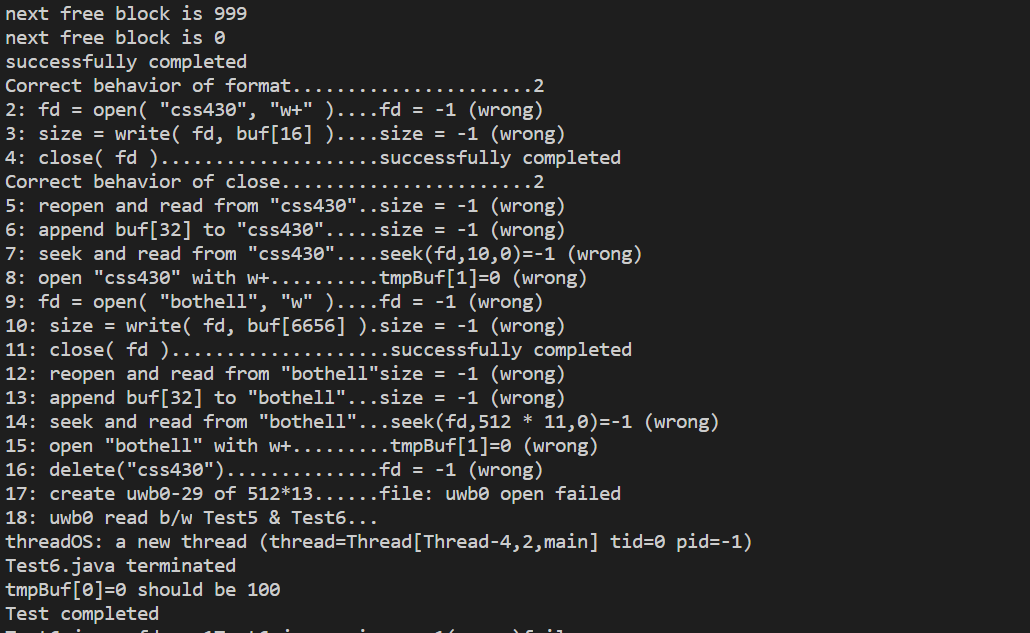 next free block is 999
next free block is 0
successfully completed
Correct behavior of format......................2
2: fd = open( "css430", "w+" )....fd = -1 (wrong)
3: size = write( fd, buf[16] )....size = -1 (wrong)
4: close( fd )....................successfully completed
Correct behavior of close.......................2
5: reopen and read from "css430"..size = -1 (wrong)
6: append buf[32] to "css430".....size = -1 (wrong)
7: seek and read from "css430"....seek(fd,10,0)=-1 (wrong)
8: open "css430" with w+..........tmpBuf[1]=0 (wrong)
9: fd = open( "bothell", "w" )....fd = -1 (wrong)
10: size = write( fd, buf[6656] ).size = -1 (wrong)
11: close( fd )....................successfully completed
12: reopen and read from "bothell"size = -1 (wrong)
13: append buf[32] to "bothell"...size = -1 (wrong)
14: seek and read from "bothell"...seek(fd,512 * 11,0)=-1 (wrong)
15: open "bothell" with w+.........tmpBuf[1]=0 (wrong)
16: delete("css430")..............fd = -1 (wrong)
17: create uwb0-29 of 512*13......file: uwb0 open failed
18: uwb0 read b/w Test5 & Test6...
threadOS: a new thread (thread=Thread[Thread-4,2,main] tid=0 pid=-1)
Test6.java terminated
tmpBuf[0]=0 should be 100
Test completed